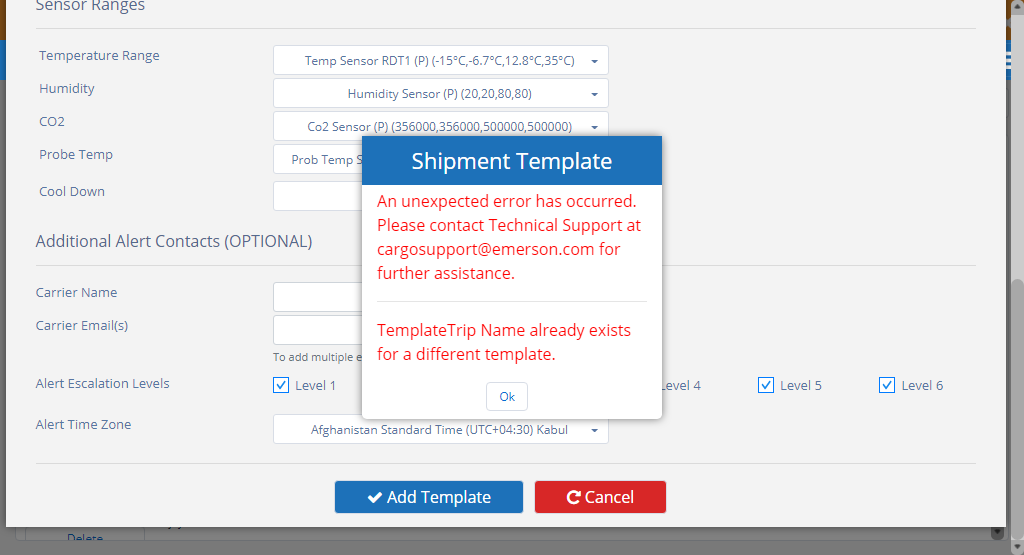 Sensor Ranges
Temperature Range
Temp Sensor RDT1 (P) (-15°C,-6.7°C,12.8°C,35°C)
Humidity
Humidity Sensor (P) (20,20,80,80)
CO2
Co2 Sensor (P) (356000,356000,500000,500000)
Probe Temp
Prob Temp S
Cool Down
Shipment Template
An unexpected error has occurred.
Please contact Technical Support at
cargosupport@emerson.com for
further assistance.
TemplateTrip Name already exists
for a different template.
Ok
Additional Alert Contacts (OPTIONAL)
Carrier Name
Carrier Email(s)
To add multiple e
Alert Escalation Levels
Level 1
Level 4
Level 5
Level 6
Alert Time Zone
Afghanistan Standard Time (UTC+04:30) Kabul
Add Template
Cancel
Delete